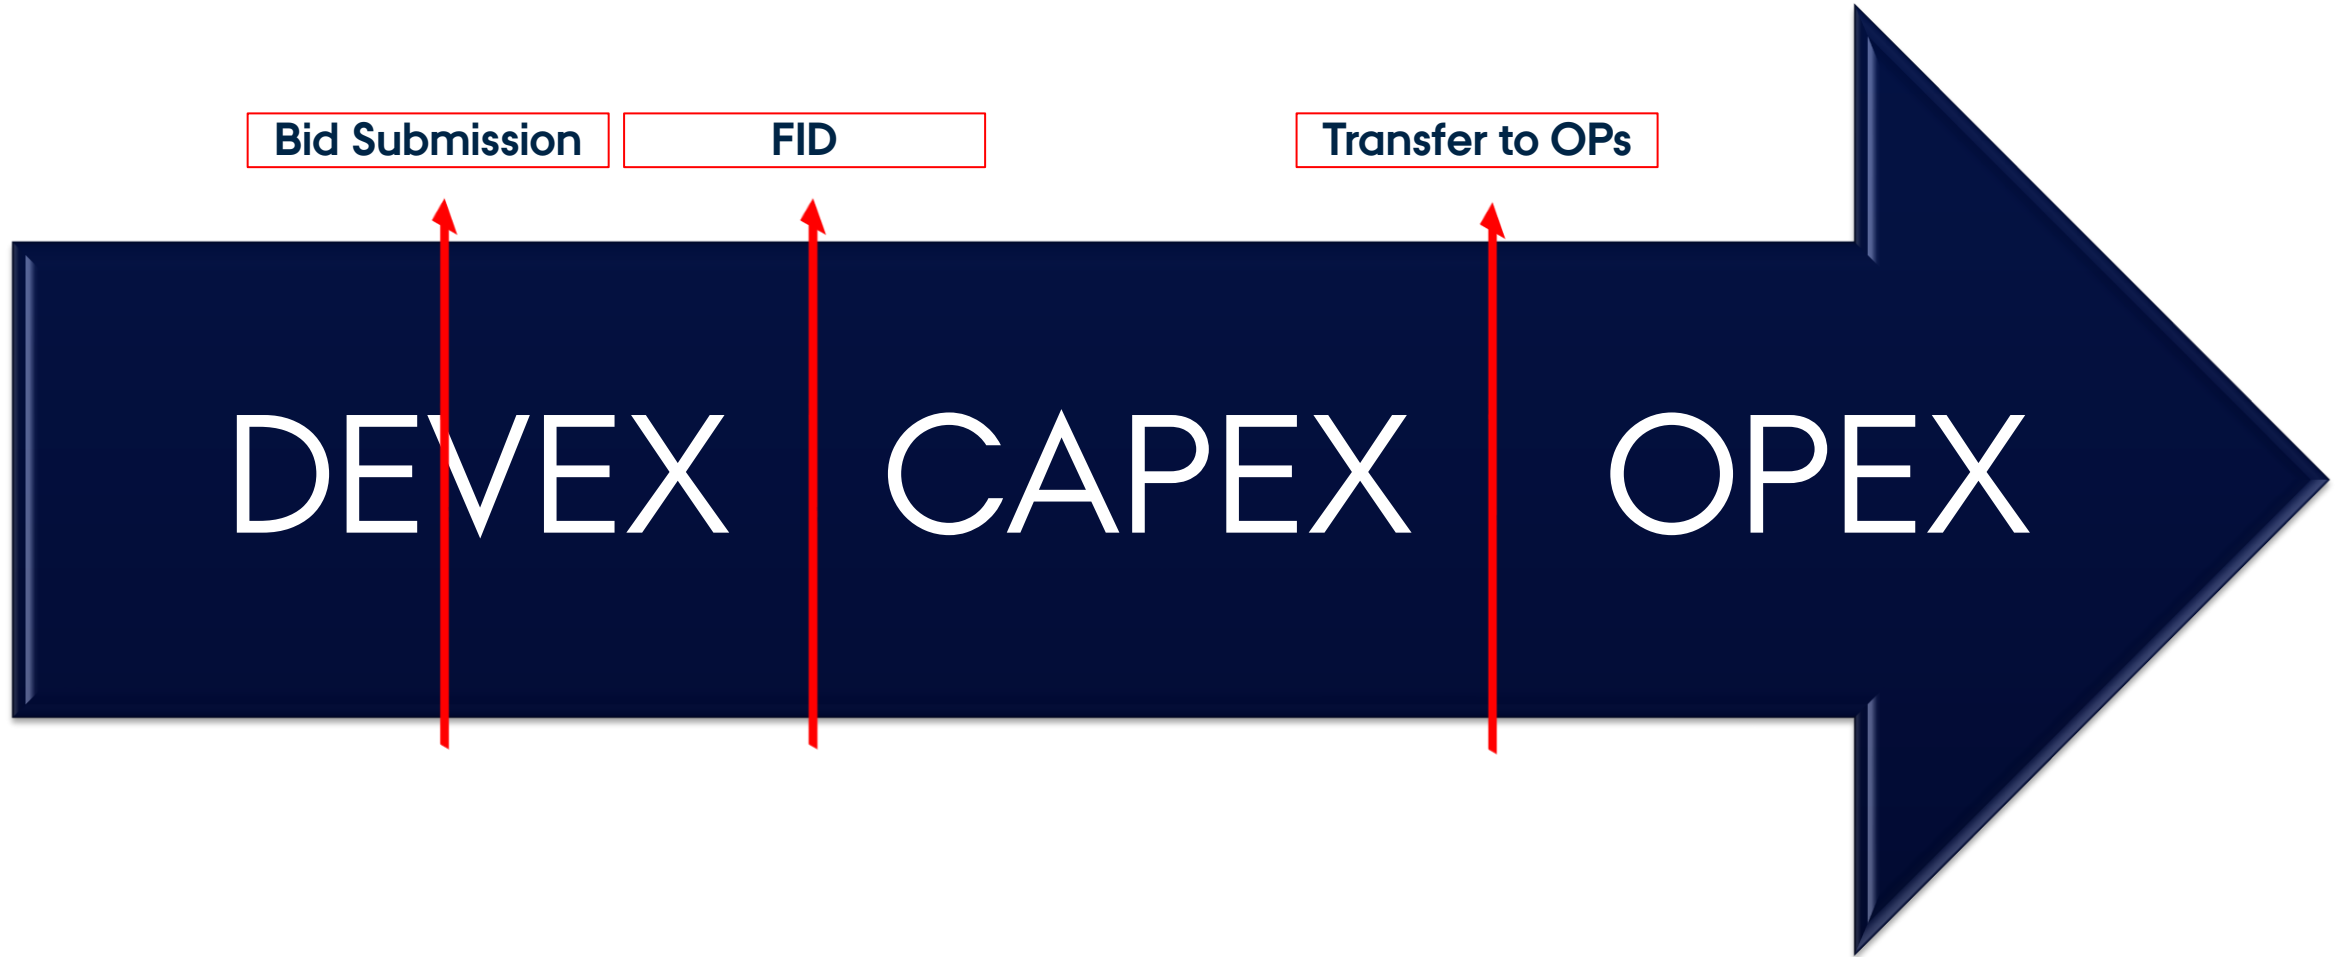 Bid Submission
FID
Transfer to OPs
DEVEX
CAPEX
OPEX